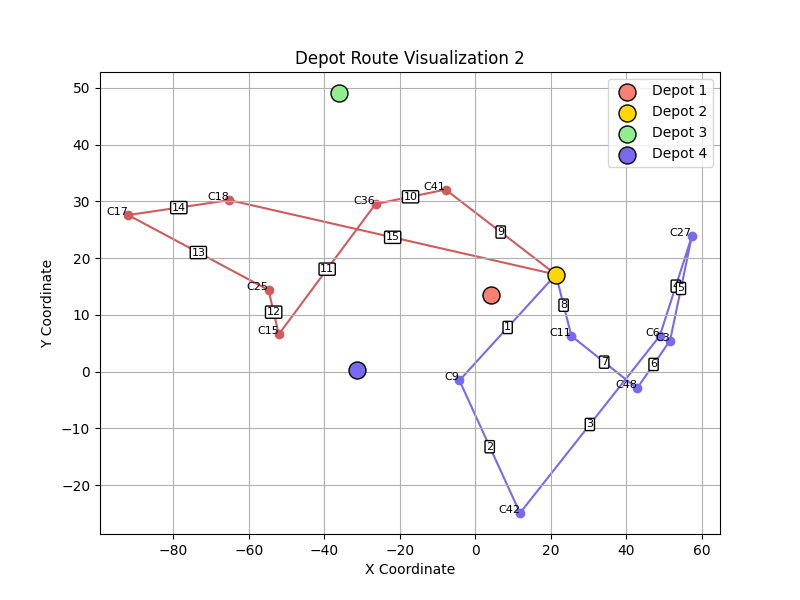 Depot Route Visualization 2
Depot 1
Depot 2
Depot 3
Depot 4
50
40
30
20
10
0
−10
−20
−80
−60
−40
−20
0
20
40
60
X Coordinate
Y Coordinate
C17
14
C18
C36
10
C41
9
15
13
11
C25
12
C15
C27
5
8
1
C11
C6
C3
7
6
C9
C48
2
3
C42